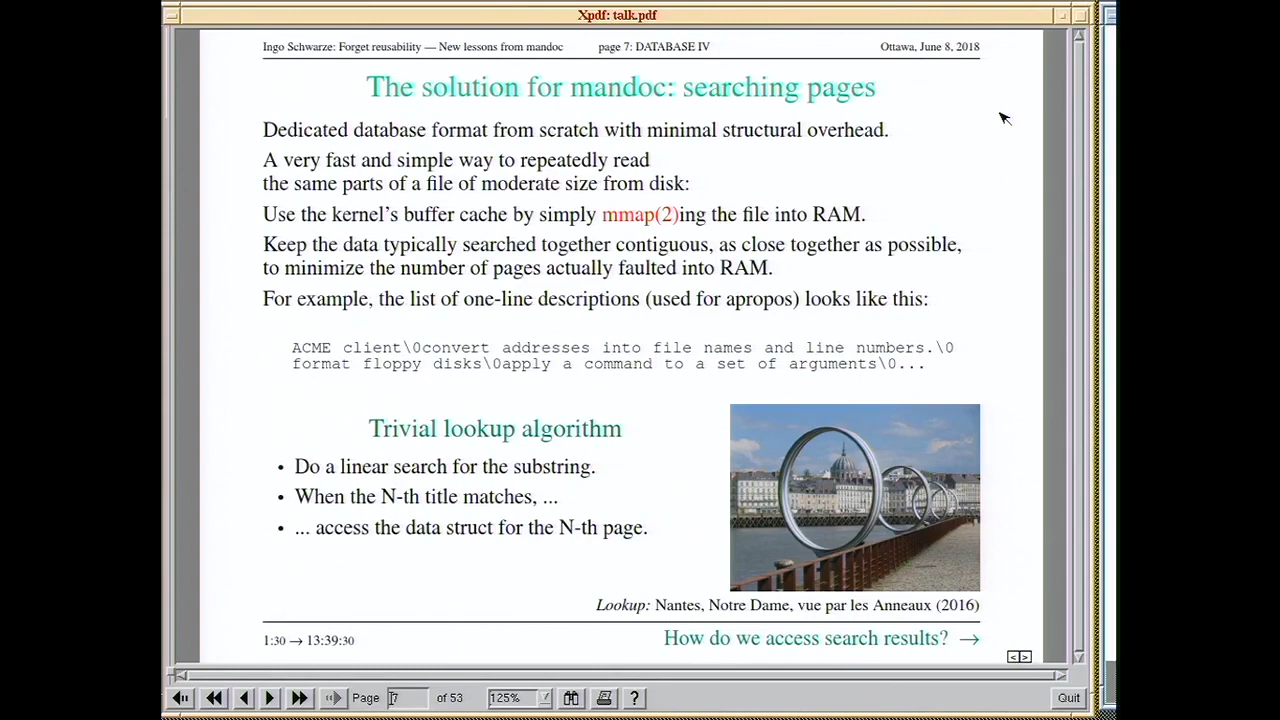 Xpdf: talk.pdf
Ingo Schwarze: Forget reusability — New lessons from mandoc page 7: DATABASE IV Ottawa, June 8, 2018
The solution for mandoc: searching pages
Dedicated database format from scratch with minimal structural overhead.
A very fast and simple way to repeatedly read
the same parts of a file of moderate size from disk:
Use the kernel's buffer cache by simply mmap(2)ing the file into RAM.
Keep the data typically searched together contiguous, as close together as possible,
to minimize the number of pages actually faulted into RAM.
For example, the list of one-line descriptions (used for apropos) looks like this:
ACME client\0convert addresses into file names and line numbers.\0
format floppy disks\0apply a command to a set of arguments\0...
Trivial lookup algorithm
• Do a linear search for the substring.
• When the N-th title matches, ...
• ... access the data struct for the N-th page.
Lookup: Nantes, Notre Dame, vue par les Anneaux (2016)
1:30 → 13:39:30 How do we access search results? →
Page 7 of 53 125% ? Quit